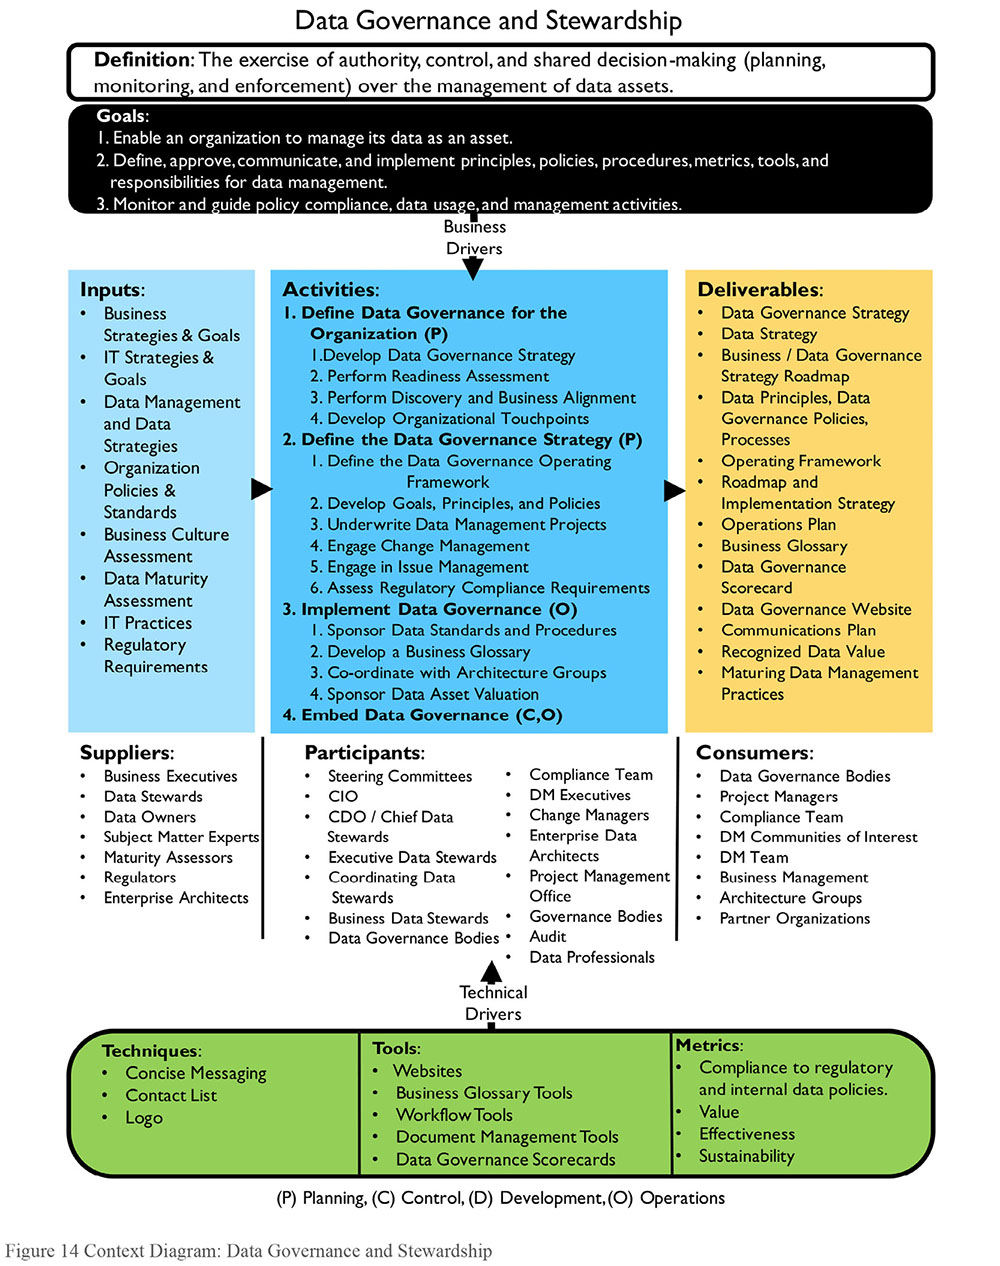 Data Governance and Stewardship
Definition: The exercise of authority, control, and shared decision-making (planning,
monitoring, and enforcement) over the management of data assets.
Goals:
1. Enable an organization to manage its data as an asset.
2. Define, approve, communicate, and implement principles, policies, procedures, metrics, tools, and
responsibilities for data management.
3. Monitor and guide policy compliance, data usage, and management activities.
Business
Drivers
Inputs:
• Business
Strategies & Goals
• IT Strategies &
Goals
• Data Management
and Data
Strategies
• Organization
Policies &
Standards
• Business Culture
Assessment
• Data Maturity
Assessment
• IT Practices
• Regulatory
Requirements
Activities:
1. Define Data Governance for the
Organization (P)
1.Develop Data Governance Strategy
2. Perform Readiness Assessment
3. Perform Discovery and Business Alignment
4. Develop Organizational Touchpoints
2. Define the Data Governance Strategy (P)
1. Define the Data Governance Operating
Framework
2. Develop Goals, Principles, and Policies
3. Underwrite Data Management Projects
4. Engage Change Management
5. Engage in Issue Management
6. Assess Regulatory Compliance Requirements
3. Implement Data Governance (O)
1. Sponsor Data Standards and Procedures
2. Develop a Business Glossary
3. Co-ordinate with Architecture Groups
4. Sponsor Data Asset Valuation
4. Embed Data Governance (C,O)
Deliverables:
• Data Governance Strategy
• Data Strategy
• Business / Data Governance
Strategy Roadmap
• Data Principles, Data
Governance Policies,
Processes
• Operating Framework
• Roadmap and
Implementation Strategy
• Operations Plan
• Business Glossary
• Data Governance
Scorecard
• Data Governance Website
• Communications Plan
• Recognized Data Value
• Maturing Data Management
Practices
Suppliers:
• Business Executives
• Data Stewards
• Data Owners
• Subject Matter Experts
• Maturity Assessors
• Regulators
• Enterprise Architects
Participants:
• Steering Committees
• CIO
• CDO / Chief Data
Stewards
• Executive Data Stewards
• Coordinating Data
Stewards
• Business Data Stewards
• Data Governance Bodies
• Compliance Team
• DM Executives
• Change Managers
• Enterprise Data
Architects
• Project Management
Office
• Governance Bodies
• Audit
• Data Professionals
Consumers:
• Data Governance Bodies
• Project Managers
• Compliance Team
• DM Communities of Interest
• DM Team
• Business Management
• Architecture Groups
• Partner Organizations
Technical
Drivers
Techniques:
• Concise Messaging
• Contact List
• Logo
Tools:
• Websites
• Business Glossary Tools
• Workflow Tools
• Document Management Tools
• Data Governance Scorecards
Metrics:
• Compliance to regulatory
and internal data policies.
• Value
• Effectiveness
• Sustainability
(P) Planning, (C) Control, (D) Development, (O) Operations
Figure 14 Context Diagram: Data Governance and Stewardship